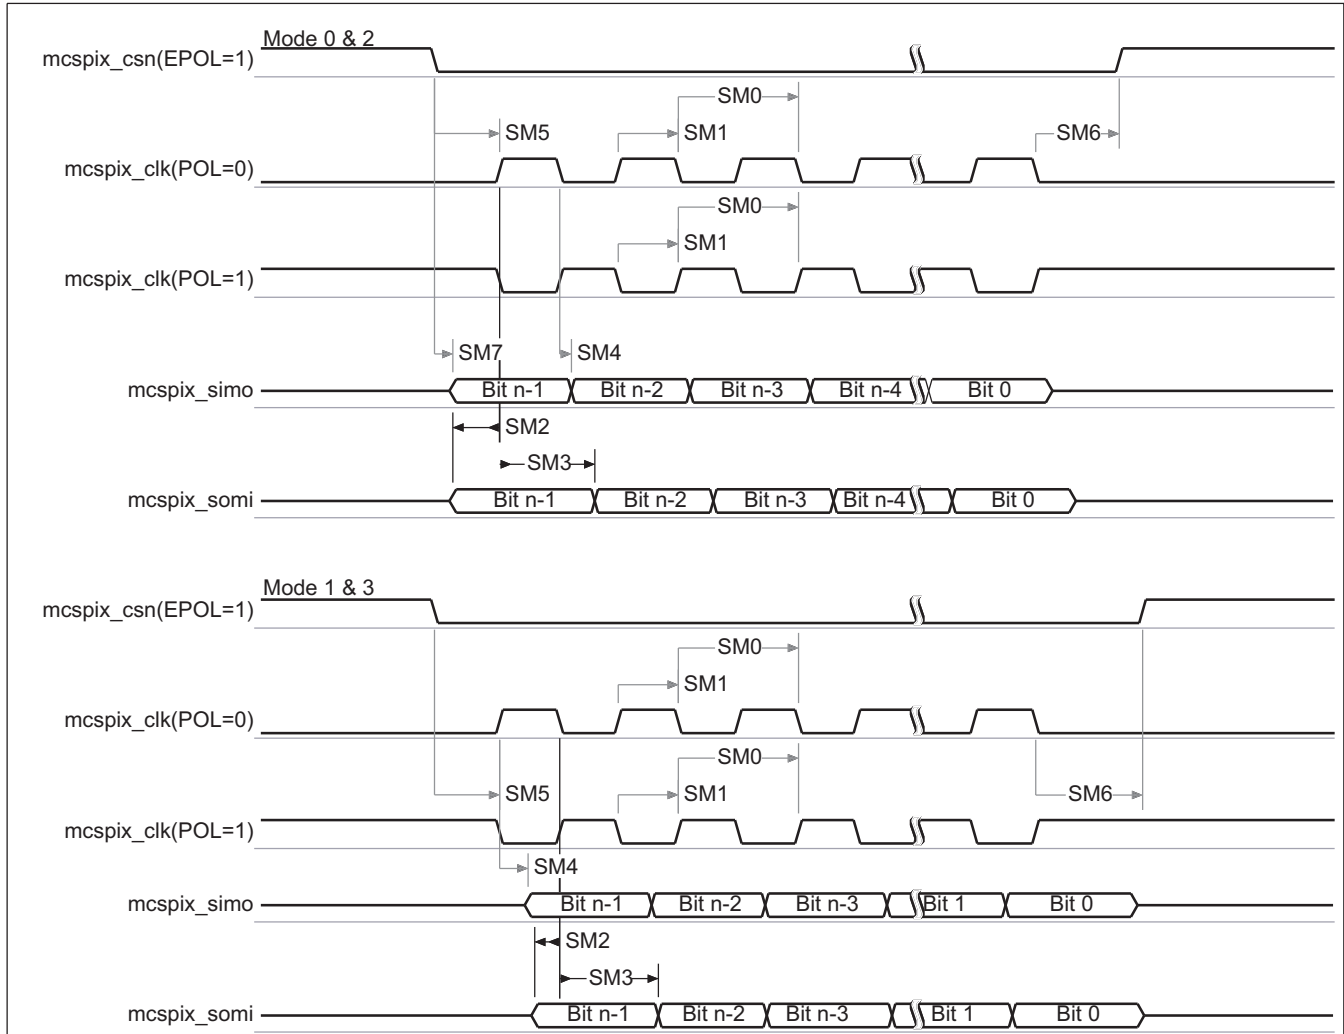 Mode 0 & 2
mcspix_csn(EPOL=1)
SM0
SM5
SM1
SM6
mcspix_clk(POL=0)
SM0
SM1
mcspix_clk(POL=1)
SM7
SM4
mcspix_simo
Bit n-1
Bit n-2
Bit n-3
Bit n-4
Bit 0
SM2
SM3
mcspix_somi
Bit n-1
Bit n-2
Bit n-3
Bit n-4
Bit 0
Mode 1 & 3
mcspix_csn(EPOL=1)
SM0
SM1
mcspix_clk(POL=0)
SM0
SM5
SM1
SM6
mcspix_clk(POL=1)
SM4
mcspix_simo
Bit n-1
Bit n-2
Bit n-3
Bit 1
Bit 0
SM2
SM3
mcspix_somi
Bit n-1
Bit n-2
Bit n-3
Bit 1
Bit 0